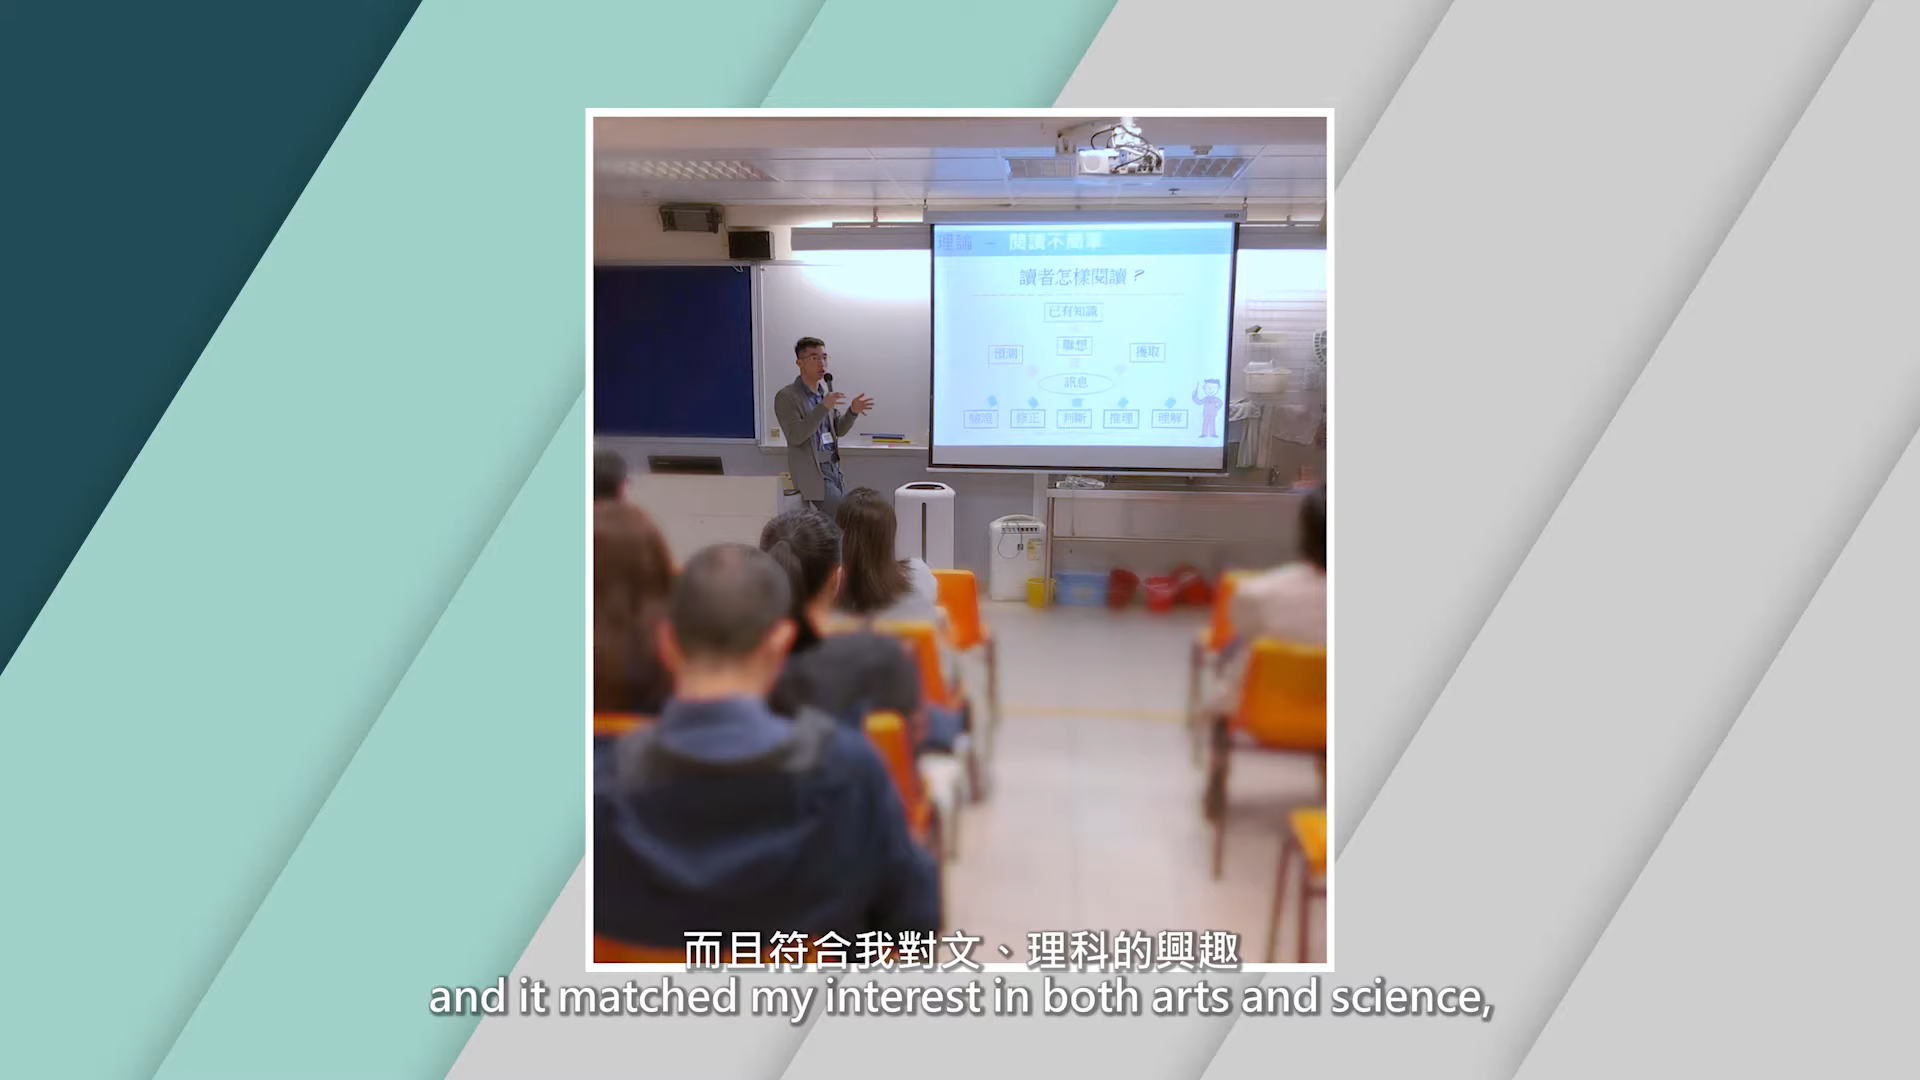 理論 – 閱讀不簡單
讀者怎樣閱讀？
已有知識
聯想
預測
獲取
訊息
驗證 修正 判斷 推理 理解
而且符合我對文、理科的興趣
and it matched my interest in both arts and science,